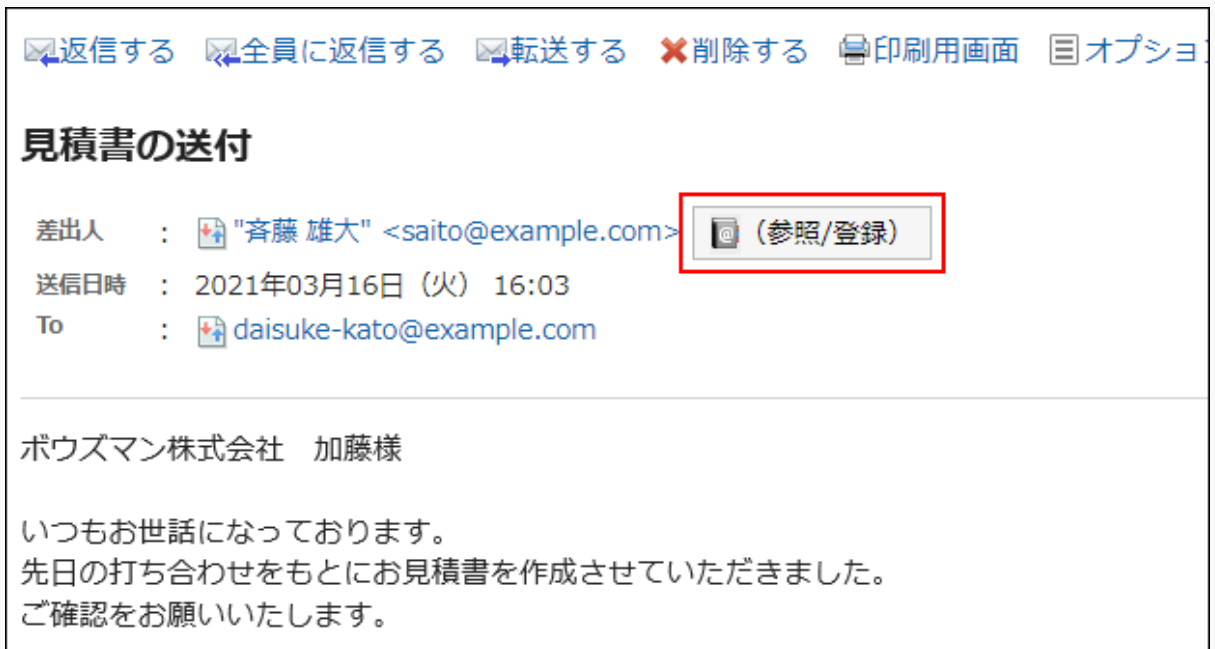 返信する 全員に返信する 転送する 削除する 印刷用画面 オプショ
見積書の送付
差出人 : "斉藤 雄大" <saito@example.com> (参照/登録)
送信日時 : 2021年03月16日(火) 16:03
To : daisuke-kato@example.com
ボウズマン株式会社 加藤様
いつもお世話になっております。
先日の打ち合わせをもとにお見積書を作成させていただきました。
ご確認をお願いいたします。